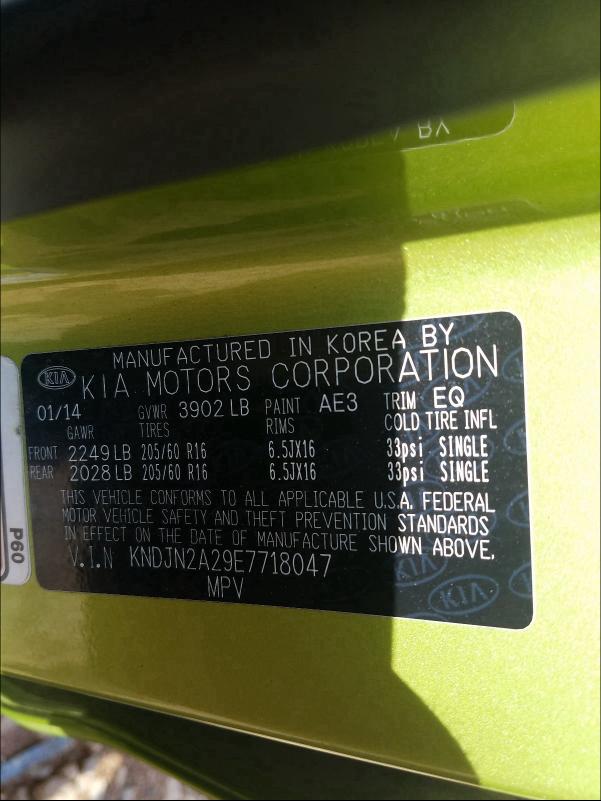 MANUFACTURED IN KOREA BY
KIA KIA MOTORS CORPORATION
01/14 GVWR 3902 LB PAINT AE3 TRIM EQ
GAWR TIRES RIMS COLD TIRE INFL
FRONT 2249 LB 205/60 R16 6.5JX16 33psi SINGLE
REAR 2028 LB 205/60 R16 6.5JX16 33psi SINGLE
THIS VEHICLE CONFORMS TO ALL APPLICABLE U.S.A. FEDERAL
MOTOR VEHICLE SAFETY AND THEFT PREVENTION STANDARDS
IN EFFECT ON THE DATE OF MANUFACTURE SHOWN ABOVE.
V.I.N KNDJN2A29E7718047
MPV
KIA
P60